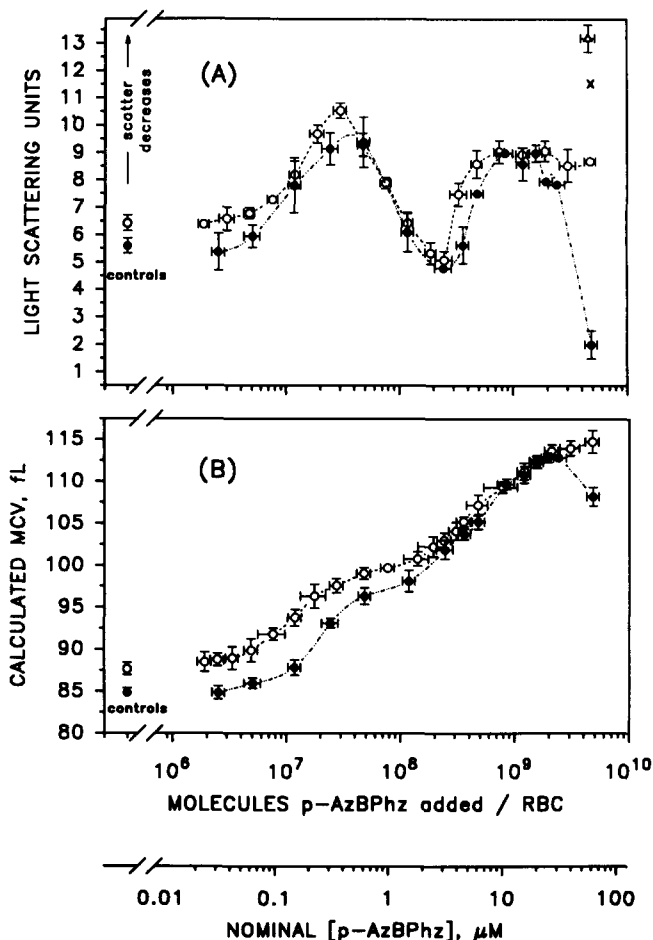 (A)
LIGHT SCATTERING UNITS
13
12
11
10
9
8
7
6
5
4
3
2
1
scatter
decreases
controls
x
(B)
CALCULATED MCV, fL
115
110
105
100
95
90
85
80
controls
10^6 10^7 10^8 10^9 10^10
MOLECULES p-AzBPhz added / RBC
0.01 0.1 1 10 100
NOMINAL [p-AzBPhz], μM